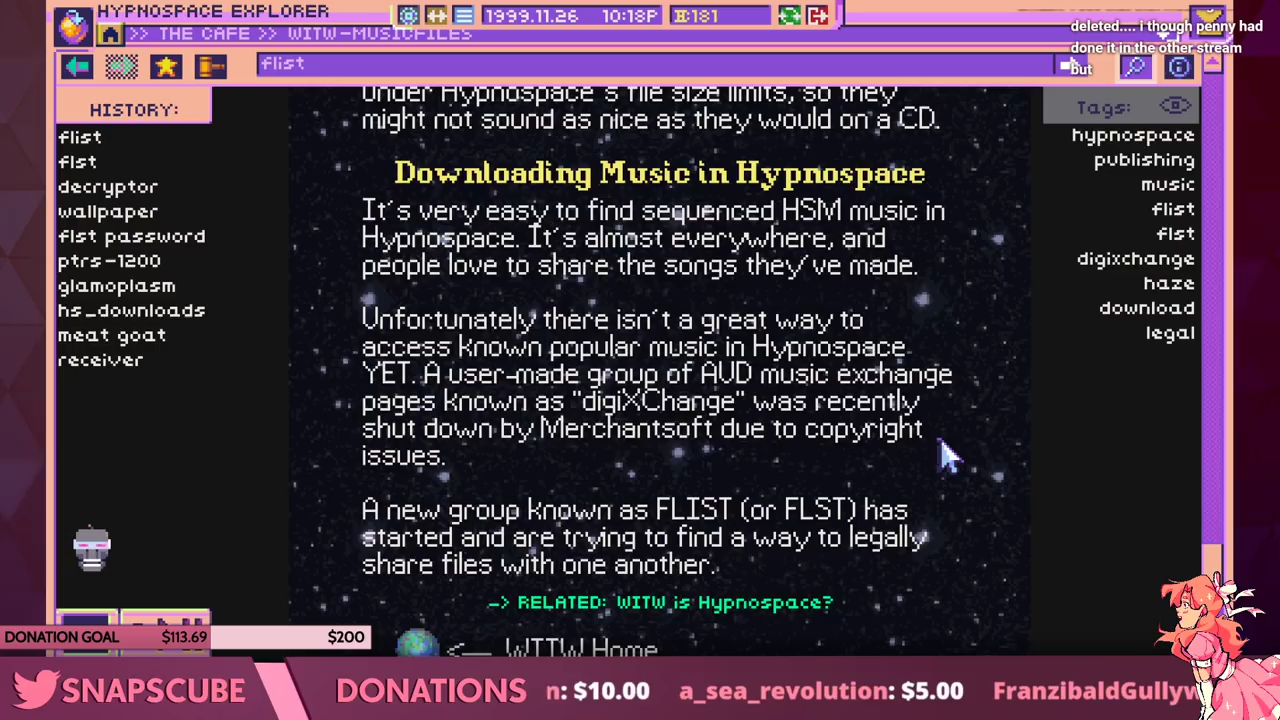 HYPNOSPACE EXPLORER
1999.11.26 10:18P
181
>> THE CAFE >> WITW-MUSICFILES
deleted.... i though penny had
done it in the other stream
But
flist
HISTORY:
flist
flst
decryptor
wallpaper
flst password
ptrs-1200
glamoplasm
hs_downloads
meat goat
receiver
under Hypnospace's file size limits, so they
might not sound as nice as they would on a CD.
Downloading Music in Hypnospace
It's very easy to find sequenced HSM music in
Hypnospace. It's almost everywhere, and
people love to share the songs they've made.
Unfortunately there isn't a great way to
access known popular music in Hypnospace
YET. A user-made group of AUD music exchange
pages known as "digiXChange" was recently
shut down by Merchantsoft due to copyright
issues.
A new group known as FLIST (or FLST) has
started and are trying to find a way to legally
share files with one another.
-> RELATED: WITW is Hypnospace?
<-- WITW Home
Tags:
hypnospace
publishing
music
flist
flst
digixchange
haze
download
legal
DONATION GOAL $113.69 $200
SNAPSCUBE DONATIONS n: $10.00 a_sea_revolution: $5.00 FranzibaldGullyw